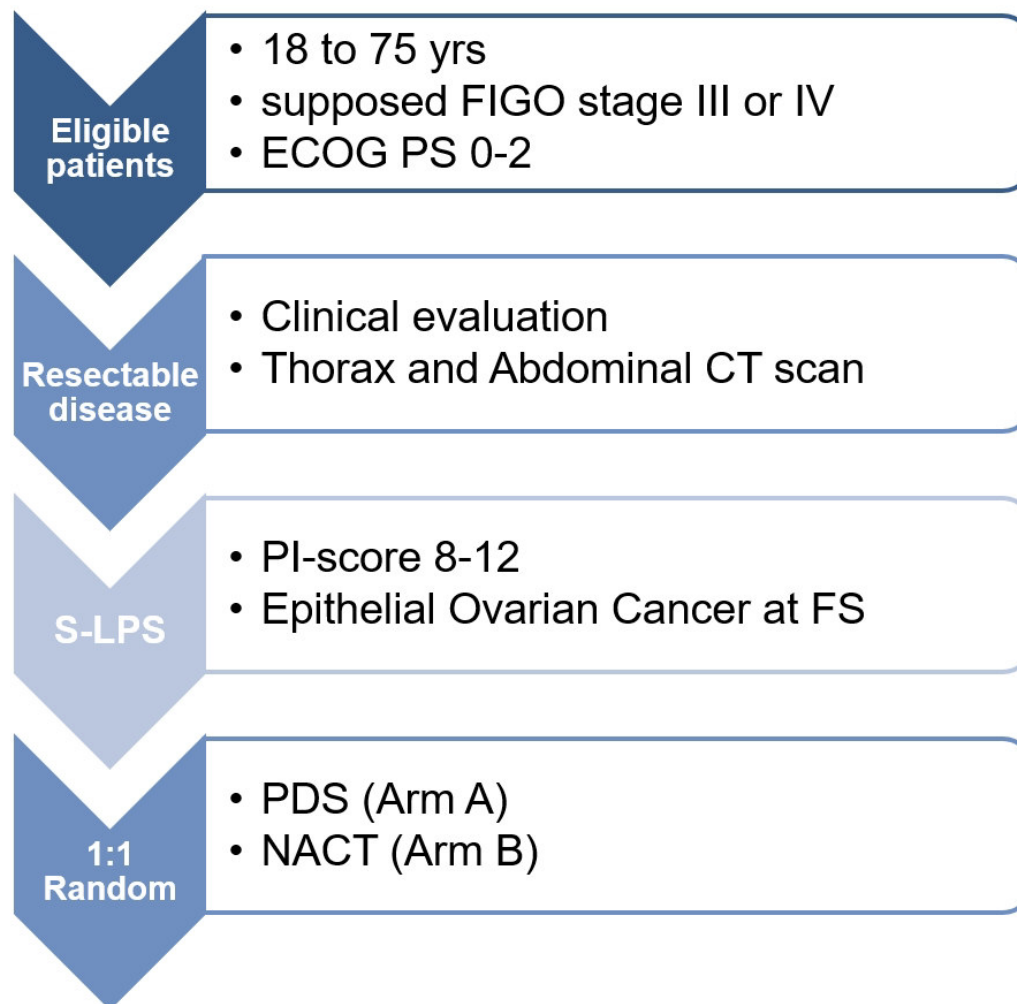 Eligible
patients
• 18 to 75 yrs
• supposed FIGO stage III or IV
• ECOG PS 0-2
Resectable
disease
• Clinical evaluation
• Thorax and Abdominal CT scan
S-LPS
• PI-score 8-12
• Epithelial Ovarian Cancer at FS
1:1
Random
• PDS (Arm A)
• NACT (Arm B)